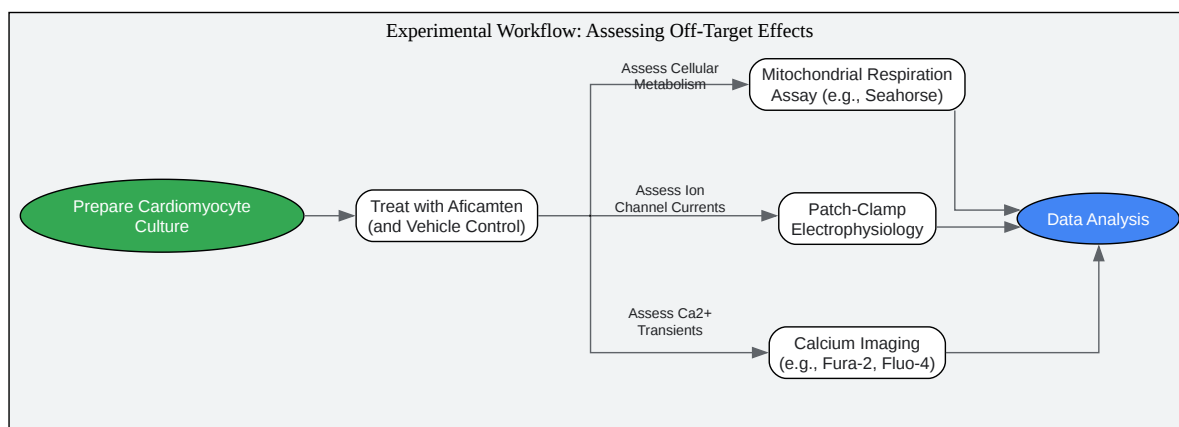 Experimental Workflow: Assessing Off-Target Effects
Assess Cellular
Metabolism
Mitochondrial Respiration
Assay (e.g., Seahorse)
Prepare Cardiomyocyte
Culture
Treat with Aficamten
(and Vehicle Control)
Assess Ion
Channel Currents
Patch-Clamp
Electrophysiology
Data Analysis
Assess Ca2+
Transients
Calcium Imaging
(e.g., Fura-2, Fluo-4)